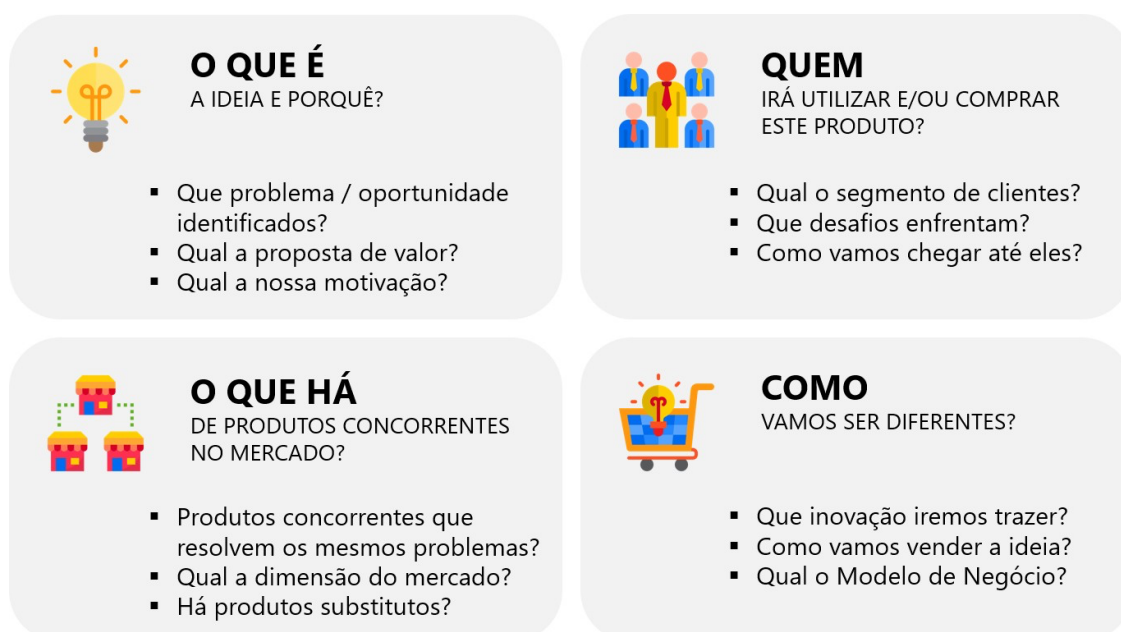 O QUE É
A IDEIA E PORQUÊ?
▪ Que problema / oportunidade
identificados?
▪ Qual a proposta de valor?
▪ Qual a nossa motivação?
QUEM
IRÁ UTILIZAR E/OU COMPRAR
ESTE PRODUTO?
▪ Qual o segmento de clientes?
▪ Que desafios enfrentam?
▪ Como vamos chegar até eles?
O QUE HÁ
DE PRODUTOS CONCORRENTES
NO MERCADO?
▪ Produtos concorrentes que
resolvem os mesmos problemas?
▪ Qual a dimensão do mercado?
▪ Há produtos substitutos?
COMO
VAMOS SER DIFERENTES?
▪ Que inovação iremos trazer?
▪ Como vamos vender a ideia?
▪ Qual o Modelo de Negócio?